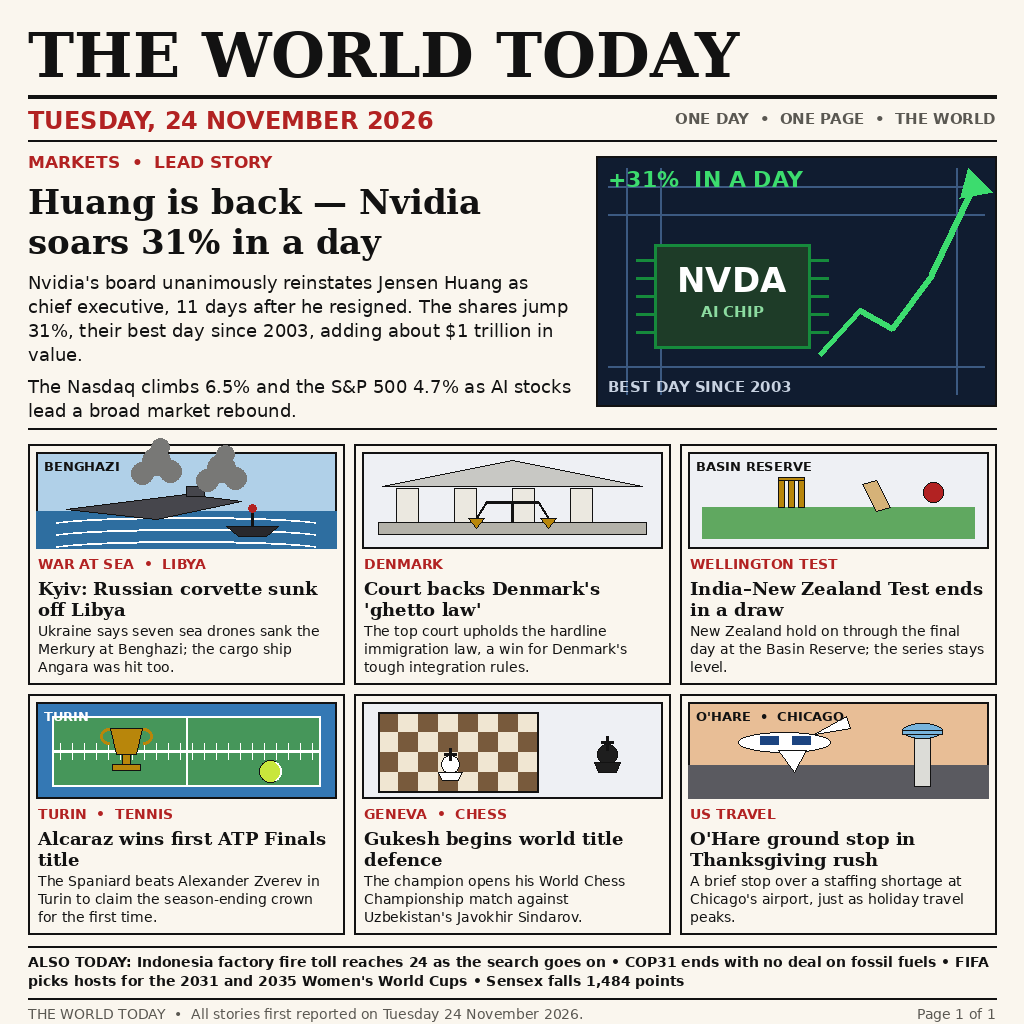 THE WORLD TODAY
TUESDAY, 24 NOVEMBER 2026
ONE DAY • ONE PAGE • THE WORLD
MARKETS • LEAD STORY
Huang is back — Nvidia
soars 31% in a day
Nvidia's board unanimously reinstates Jensen Huang as
chief executive, 11 days after he resigned. The shares jump
31%, their best day since 2003, adding about $1 trillion in
value.
The Nasdaq climbs 6.5% and the S&P 500 4.7% as AI stocks
lead a broad market rebound.
+31% IN A DAY
NVDA
AI CHIP
BEST DAY SINCE 2003
BENGHAZI
WAR AT SEA • LIBYA
Kyiv: Russian corvette sunk
off Libya
Ukraine says seven sea drones sank the
Merkury at Benghazi; the cargo ship
Angara was hit too.
DENMARK
Court backs Denmark's
'ghetto law'
The top court upholds the hardline
immigration law, a win for Denmark's
tough integration rules.
BASIN RESERVE
WELLINGTON TEST
India–New Zealand Test ends
in a draw
New Zealand hold on through the final
day at the Basin Reserve; the series stays
level.
TURIN
TURIN • TENNIS
Alcaraz wins first ATP Finals
title
The Spaniard beats Alexander Zverev in
Turin to claim the season-ending crown
for the first time.
GENEVA • CHESS
Gukesh begins world title
defence
The champion opens his World Chess
Championship match against
Uzbekistan's Javokhir Sindarov.
O'HARE • CHICAGO
US TRAVEL
O'Hare ground stop in
Thanksgiving rush
A brief stop over a staffing shortage at
Chicago's airport, just as holiday travel
peaks.
ALSO TODAY: Indonesia factory fire toll reaches 24 as the search goes on • COP31 ends with no deal on fossil fuels • FIFA
picks hosts for the 2031 and 2035 Women's World Cups • Sensex falls 1,484 points
THE WORLD TODAY • All stories first reported on Tuesday 24 November 2026.
Page 1 of 1